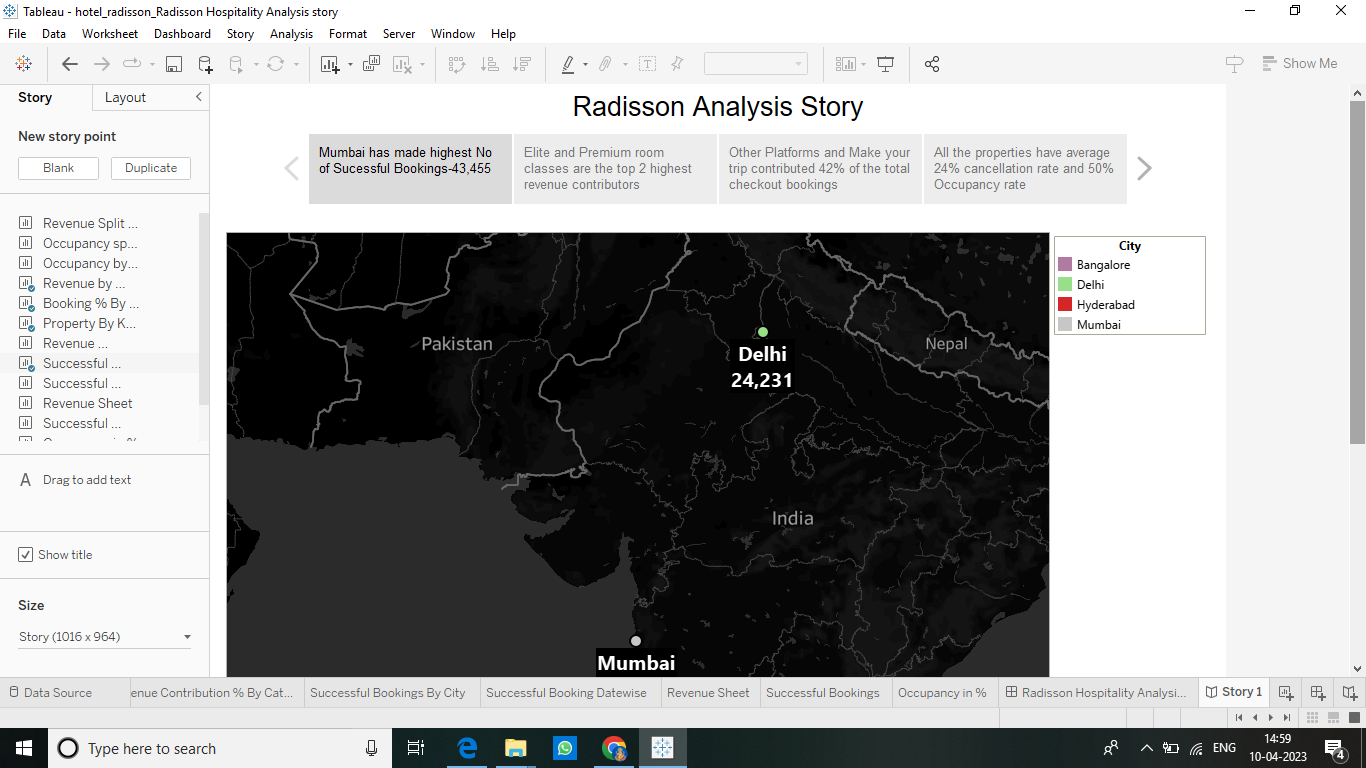 Tableau - hotel_radisson_Radisson Hospitality Analysis story
File Data Worksheet Dashboard Story Analysis Format Server Window Help
Show Me
Story Layout
New story point
Blank Duplicate
Revenue Split ...
Occupancy sp...
Occupancy by...
Revenue by ...
Booking % By ...
Property By K...
Revenue ...
Successful ...
Successful ...
Revenue Sheet
Successful ...
A Drag to add text
Show title
Size
Story (1016 x 964)
Radisson Analysis Story
Mumbai has made highest No
of Sucessful Bookings-43,455
Elite and Premium room
classes are the top 2 highest
revenue contributors
Other Platforms and Make your
trip contributed 42% of the total
checkout bookings
All the properties have average
24% cancellation rate and 50%
Occupancy rate
Pakistan
Delhi
24,231
Nepal
India
Mumbai
City
Bangalore
Delhi
Hyderabad
Mumbai
Data Source enue Contribution % By Cat... Successful Bookings By City Successful Booking Datewise Revenue Sheet Successful Bookings Occupancy in % Radisson Hospitality Analysi... Story 1
Type here to search
ENG
14:59
10-04-2023
4